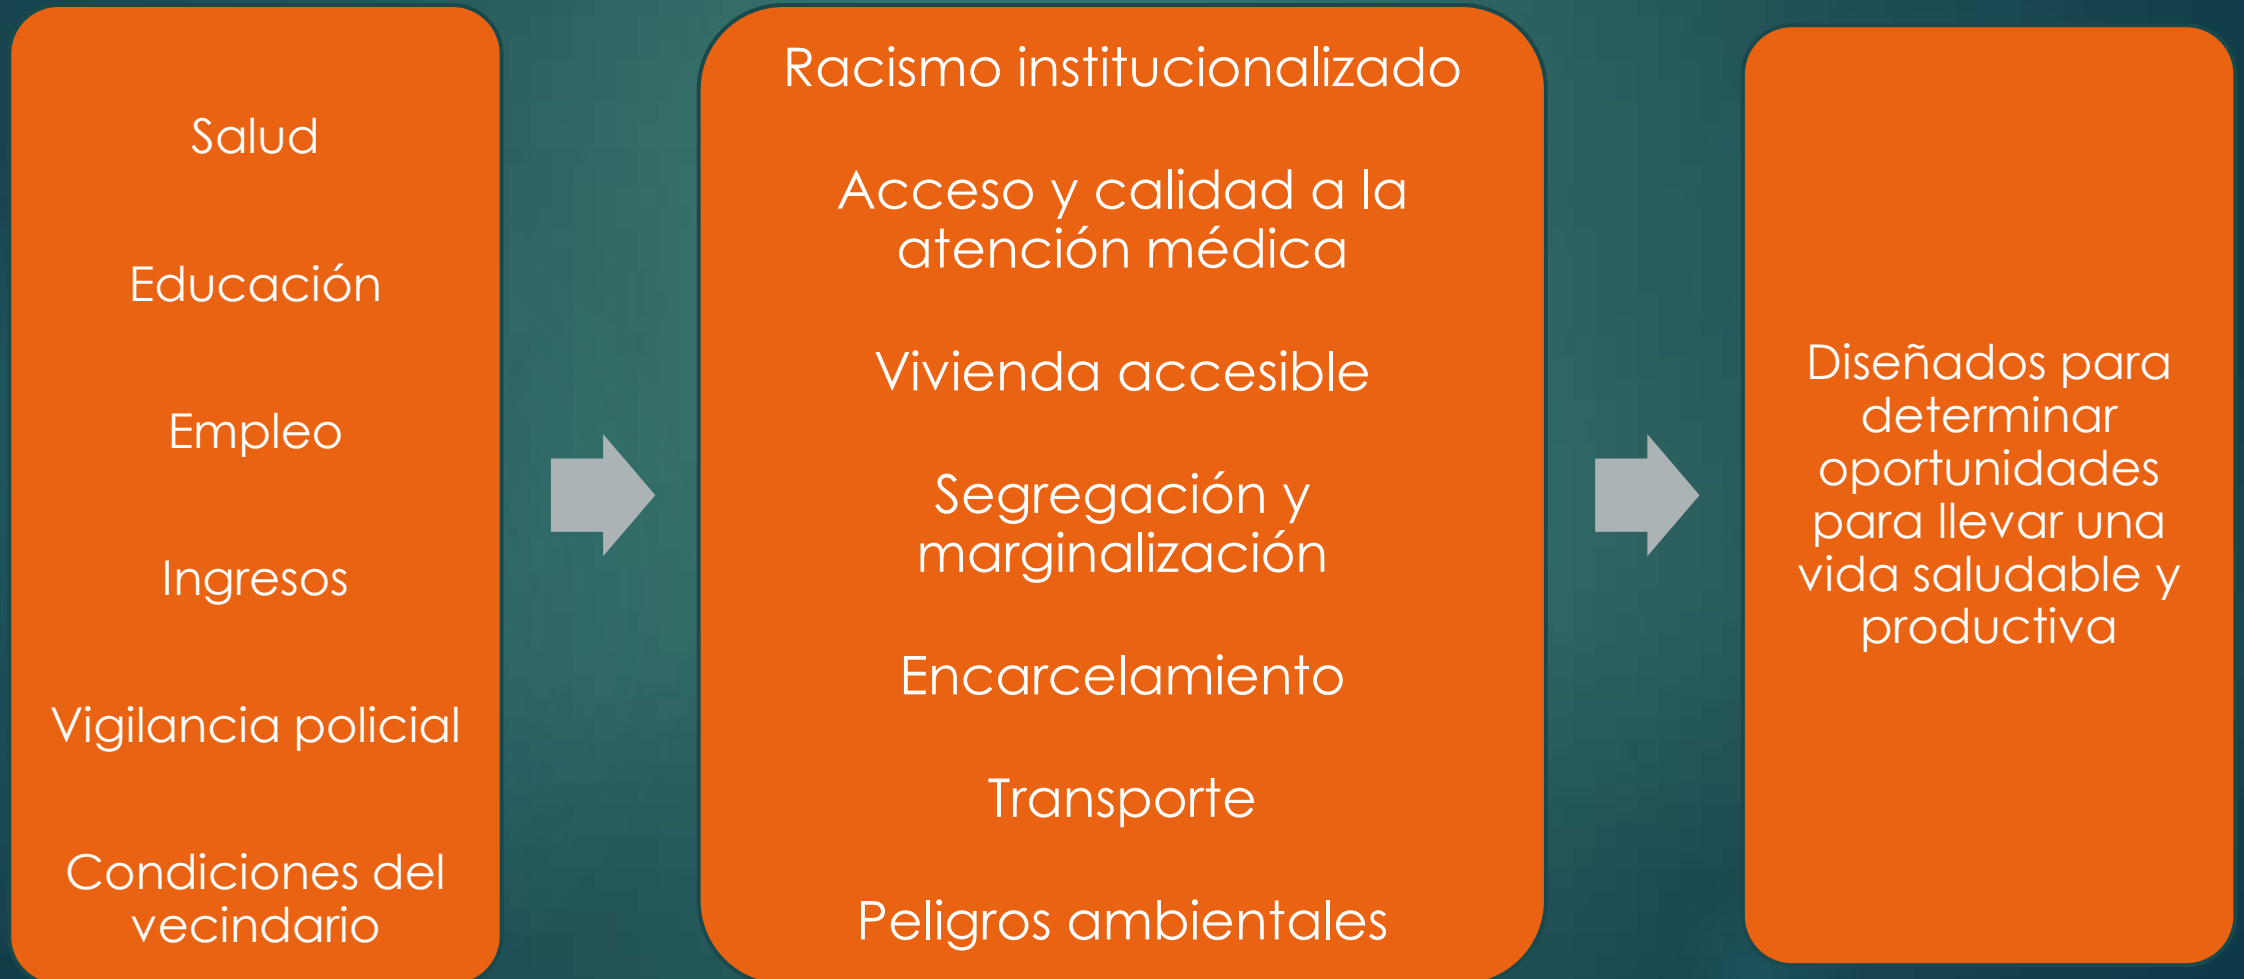 Salud
Educación
Empleo
Ingresos
Vigilancia policial
Condiciones del
vecindario
Racismo institucionalizado
Acceso y calidad a la
atención médica
Vivienda accesible
Segregación y
marginalización
Encarcelamiento
Transporte
Peligros ambientales
Diseñados para
determinar
oportunidades
para llevar una
vida saludable y
productiva